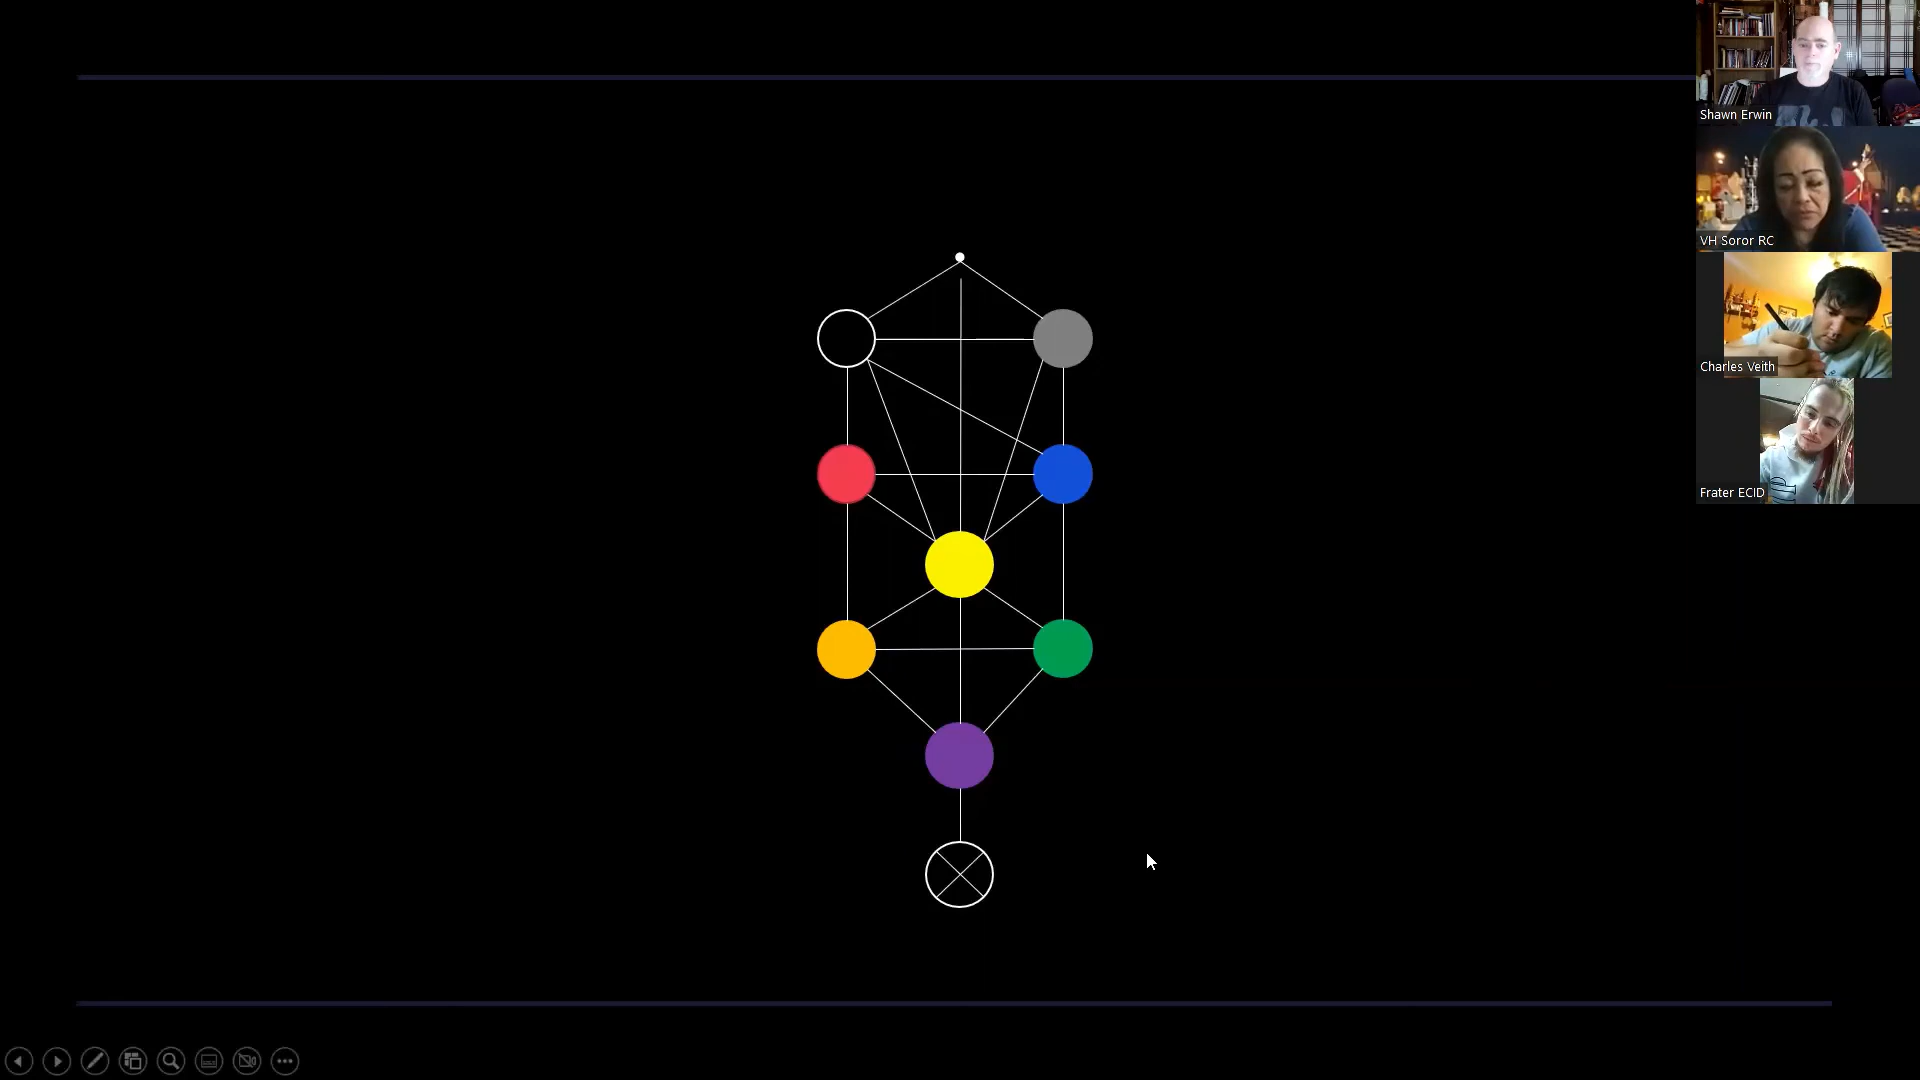 Shawn Erwin
VH Soror RC
Charles Veith
Frater ECID